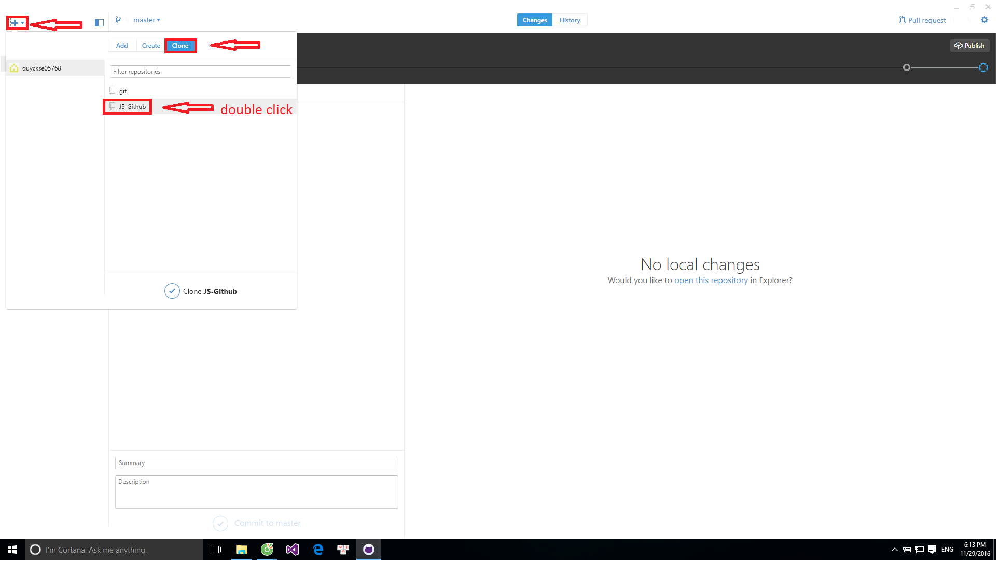 master
Changes
History
Pull request
Add
Create
Clone
Publish
duyckse05768
Filter repositories
git
JS-Github
double click
Clone JS-Github
No local changes
Would you like to open this repository in Explorer?
Summary
Description
Commit to master
I'm Cortana. Ask me anything.
ENG
6:13 PM
11/29/2016